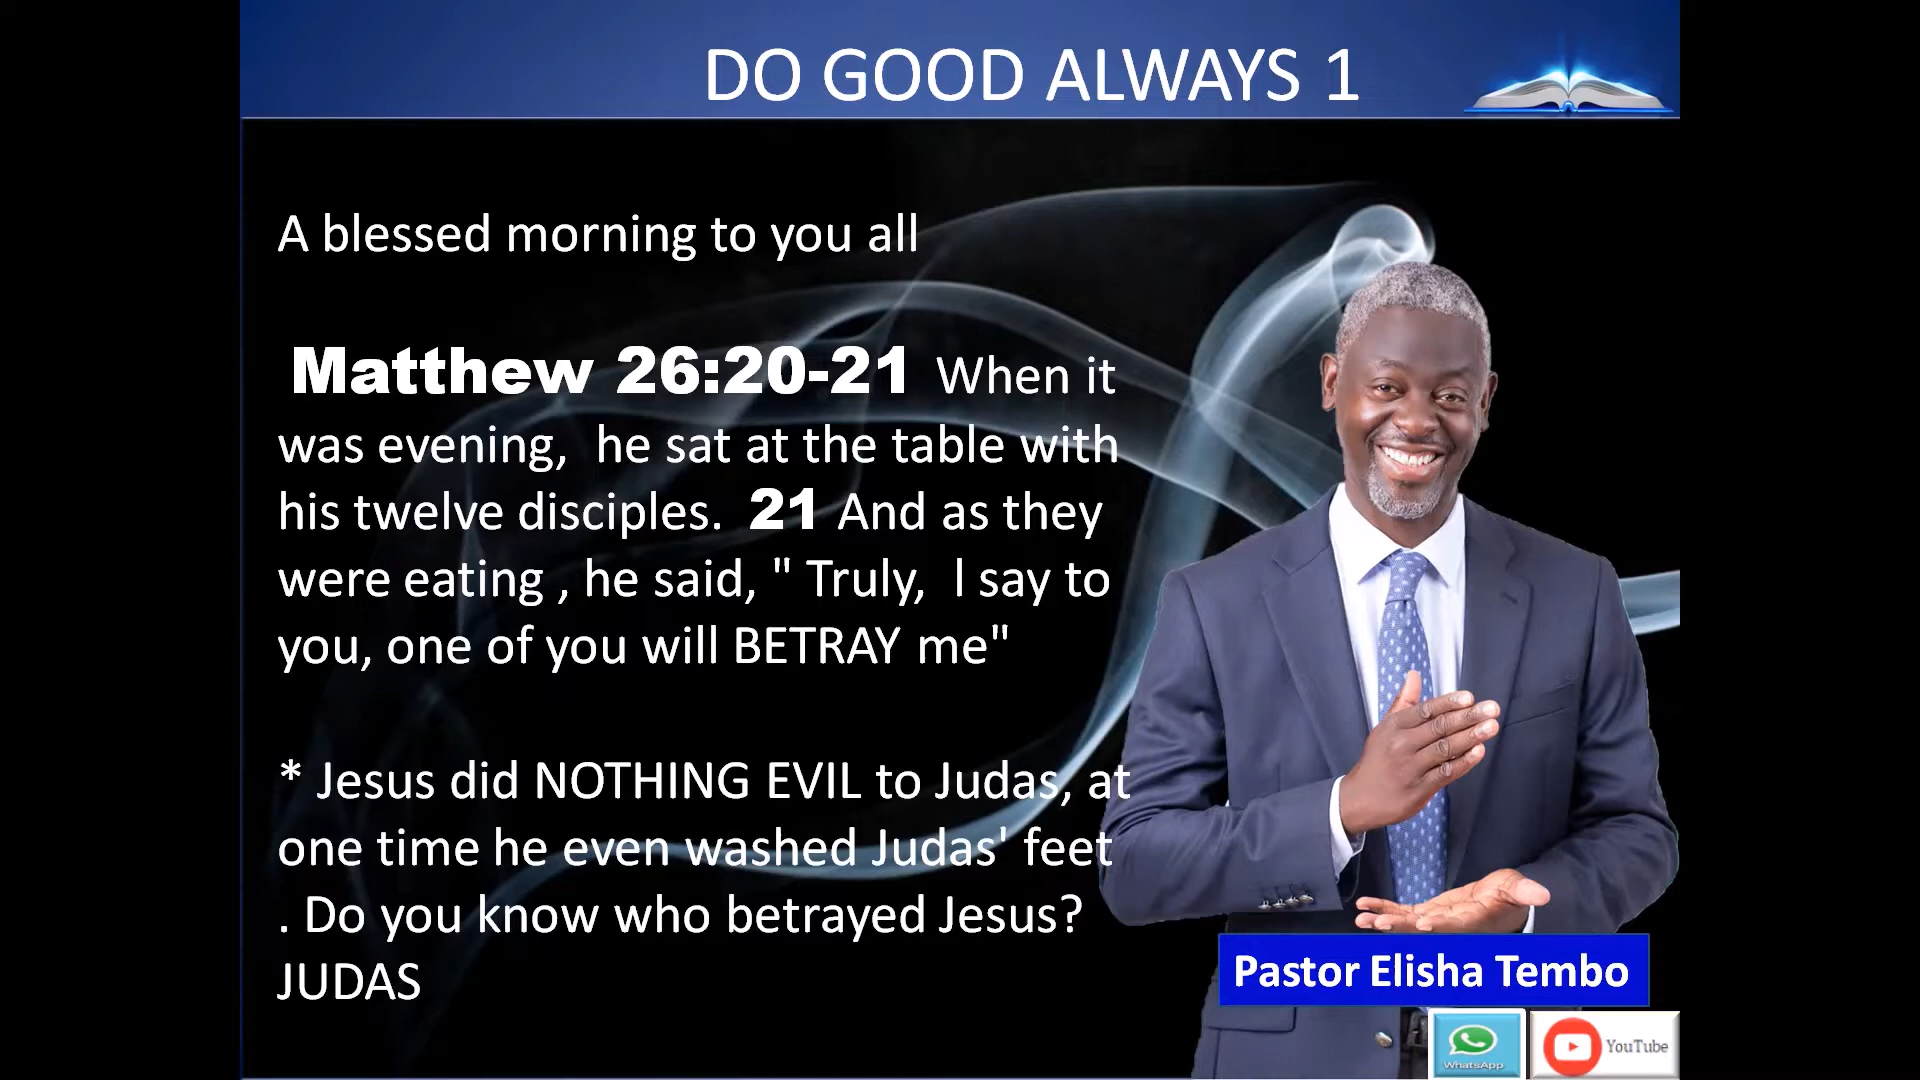 DO GOOD ALWAYS 1
A blessed morning to you all
Matthew 26:20-21 When it
was evening,  he sat at the table with
his twelve disciples.  21 And as they
were eating , he said, " Truly,  l say to
you, one of you will BETRAY me"
* Jesus did NOTHING EVIL to Judas, at
one time he even washed Judas' feet
. Do you know who betrayed Jesus?
JUDAS
Pastor Elisha Tembo
WhatsApp
YouTube